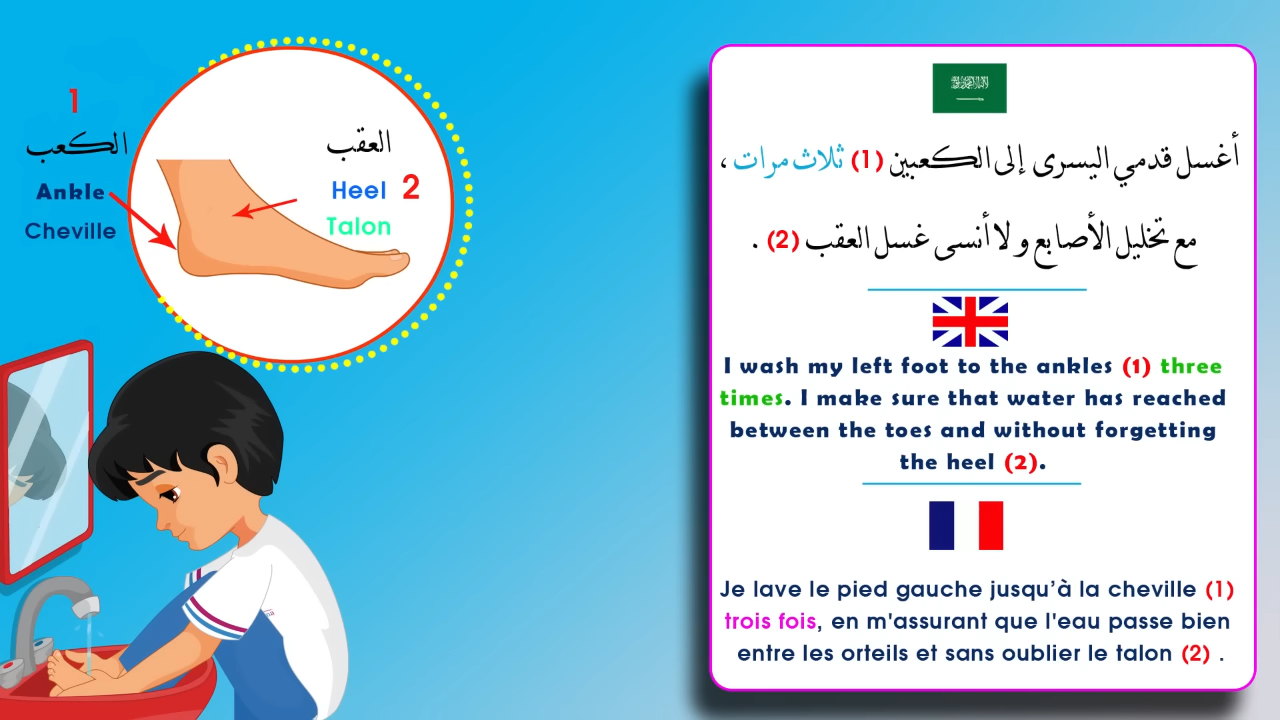 1
الكعب
Ankle
Cheville
العقب
Heel 2
Talon
أغسل قدمي اليسرى إلى الكعبين (1) ثلاث مرات ،
مع تخليل الأصابع و لا أنسى غسل العقب (2) .
I wash my left foot to the ankles (1) three
times. I make sure that water has reached
between the toes and without forgetting
the heel (2).
Je lave le pied gauche jusqu’à la cheville (1)
trois fois, en m'assurant que l'eau passe bien
entre les orteils et sans oublier le talon (2) .